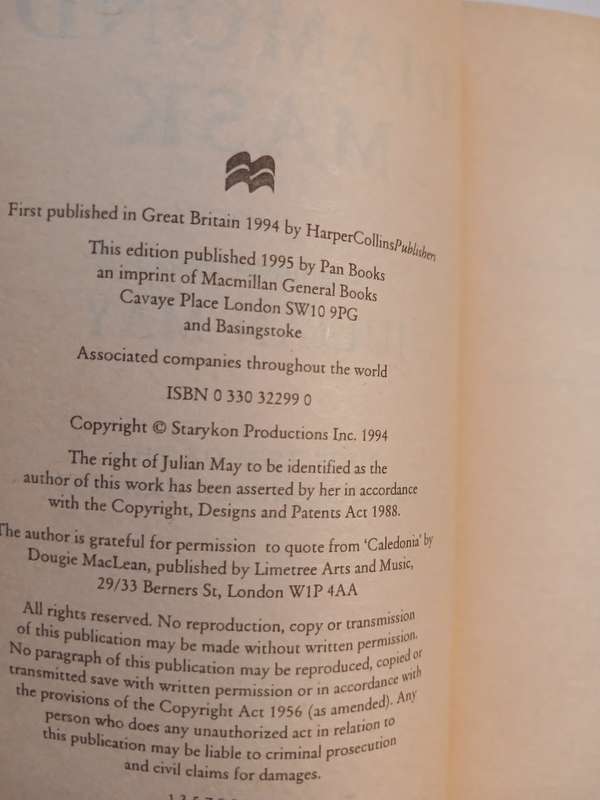 First published in Great Britain 1994 by HarperCollinsPublishers
This edition published 1995 by Pan Books
an imprint of Macmillan General Books
Cavaye Place London SW10 9PG
and Basingstoke
Associated companies throughout the world
ISBN 0 330 32299 0
Copyright © Starykon Productions Inc. 1994
The right of Julian May to be identified as the
author of this work has been asserted by her in accordance
with the Copyright, Designs and Patents Act 1988.
The author is grateful for permission to quote from 'Caledonia' by
Dougie MacLean, published by Limetree Arts and Music,
29/33 Berners St, London W1P 4AA
All rights reserved. No reproduction, copy or transmission
of this publication may be made without written permission.
No paragraph of this publication may be reproduced, copied or
transmitted save with written permission or in accordance with
the provisions of the Copyright Act 1956 (as amended). Any
person who does any unauthorized act in relation to
this publication may be liable to criminal prosecution
and civil claims for damages.